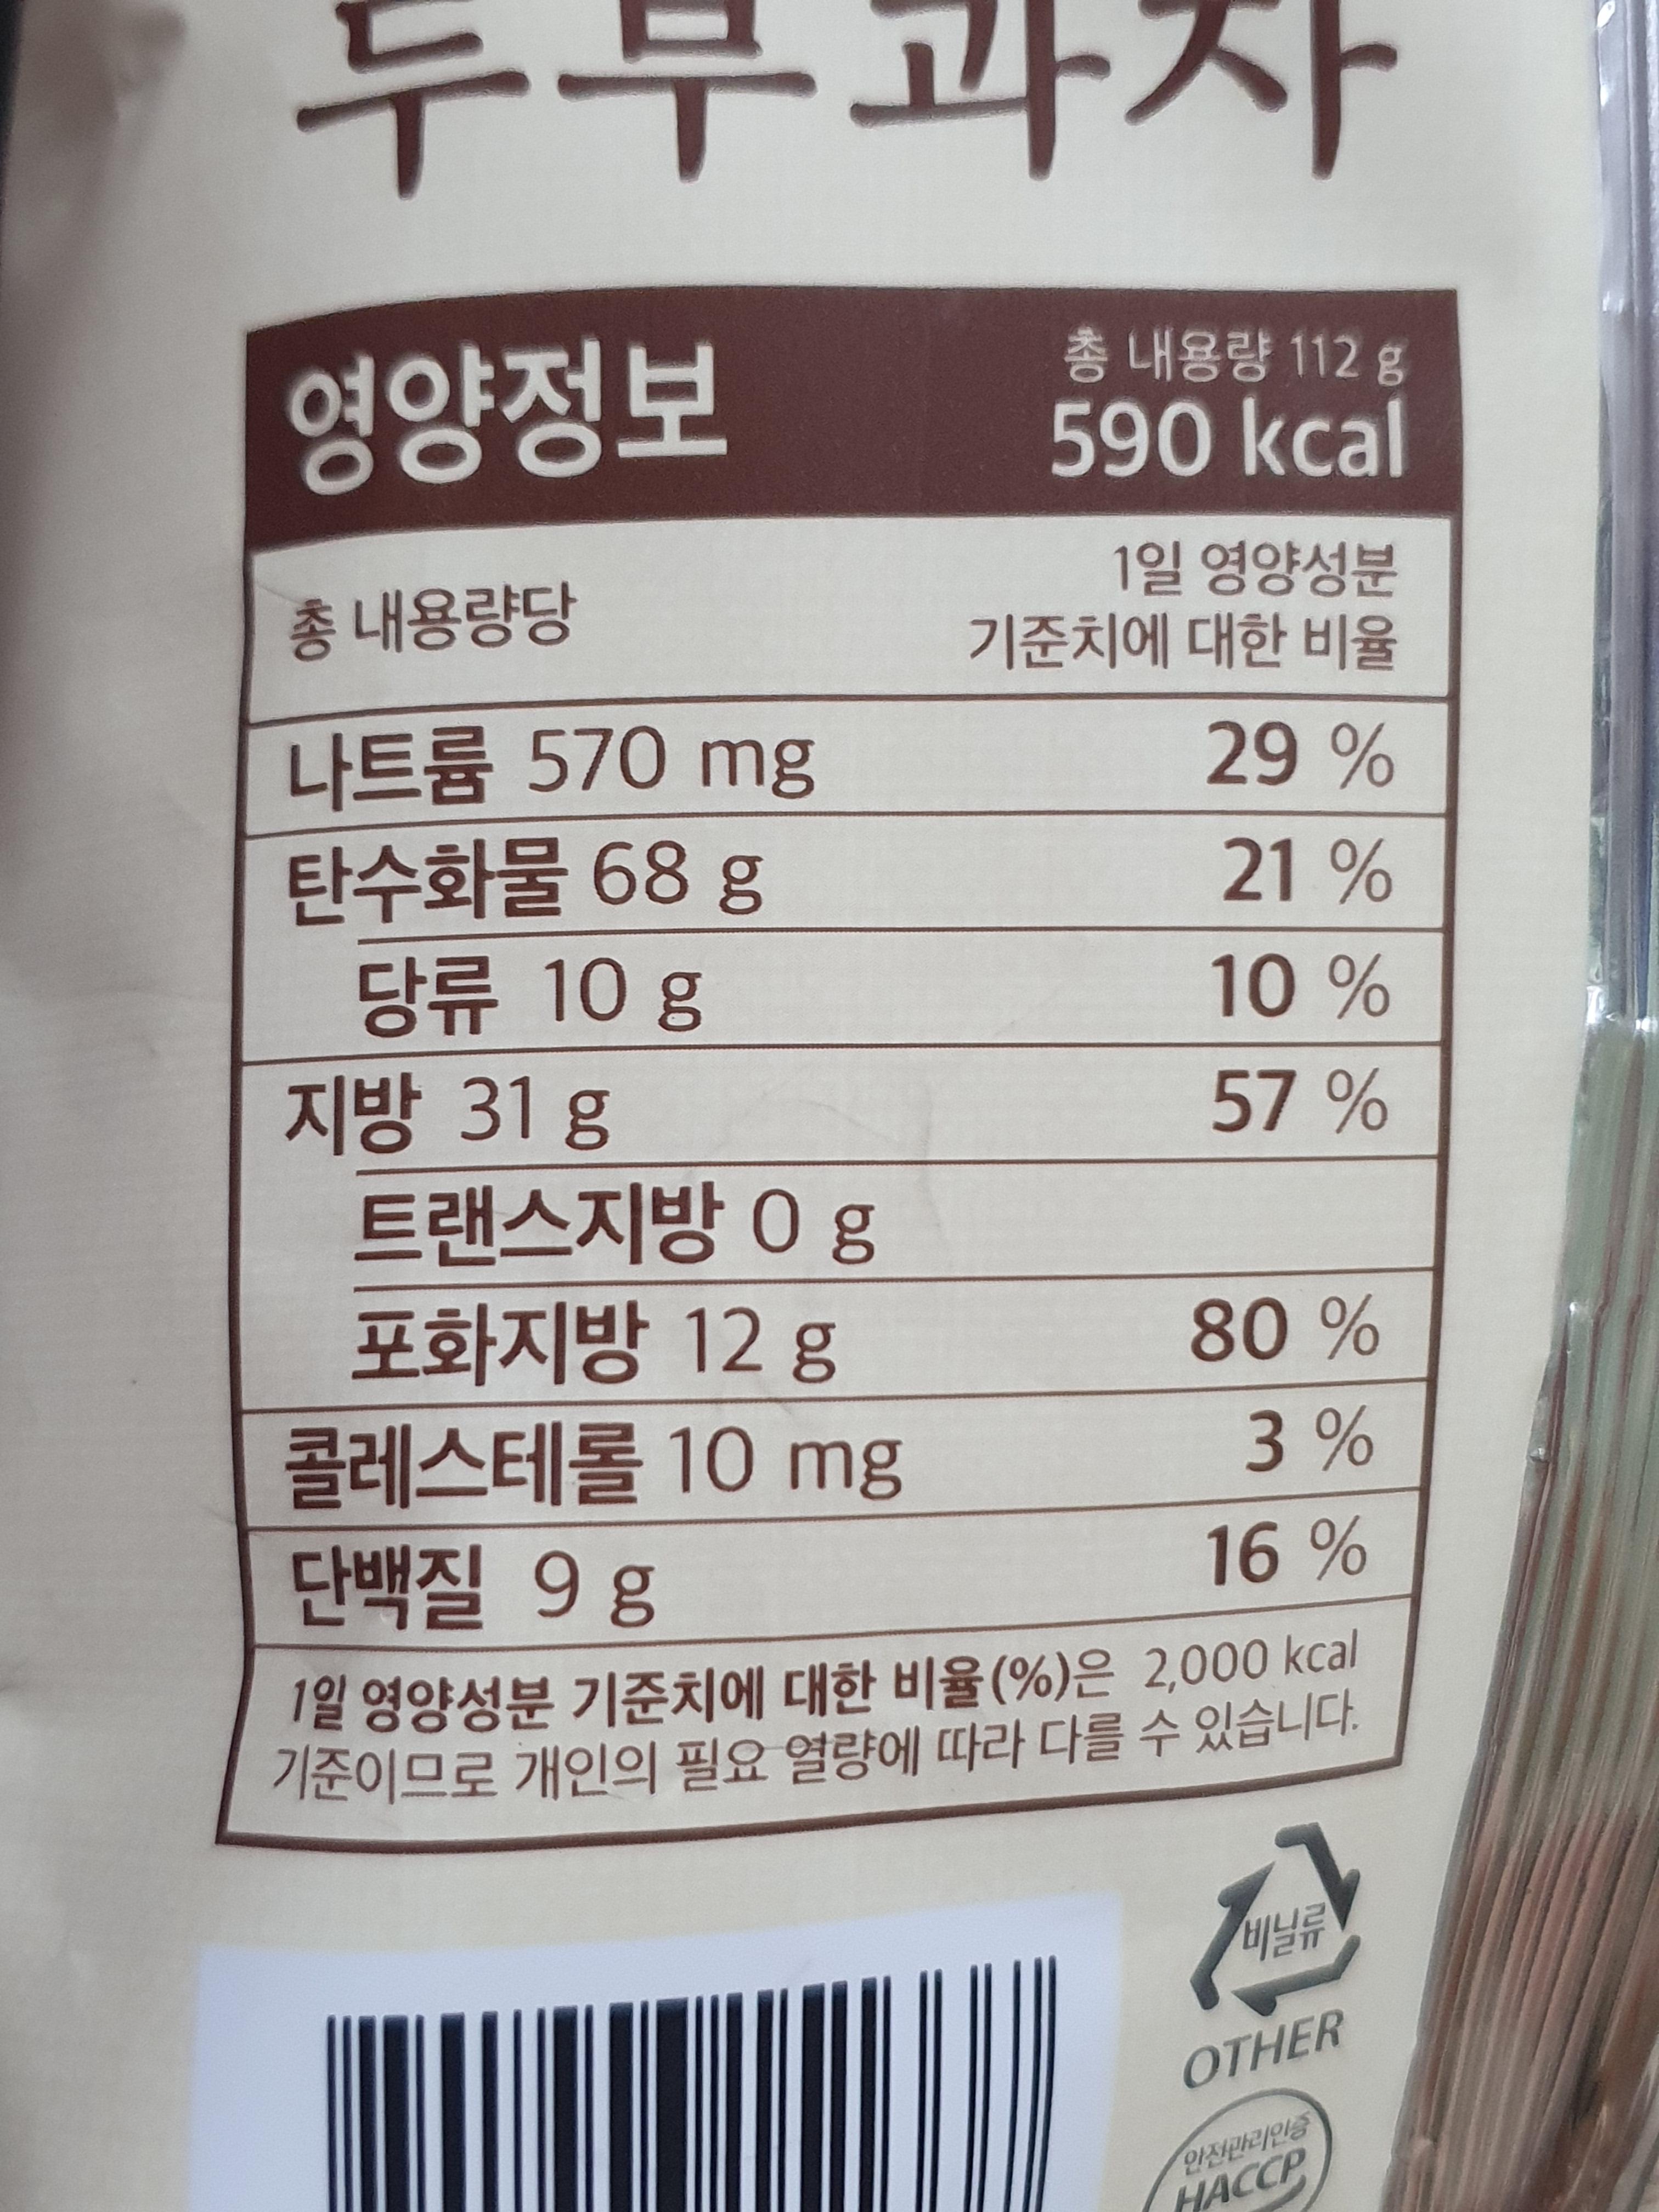 두부과자
영양정보
총 내용량 112 g
590 kcal
총 내용량당
1일 영양성분
기준치에 대한 비율
나트륨 570 mg 29 %
탄수화물 68 g 21 %
당류 10 g 10 %
지방 31 g 57 %
트랜스지방 0 g
포화지방 12 g 80 %
콜레스테롤 10 mg 3 %
단백질 9 g 16 %
1일 영양성분 기준치에 대한 비율(%)은 2,000 kcal
기준이므로 개인의 필요 열량에 따라 다를 수 있습니다.
비닐류
OTHER
안전관리인증
HACCP